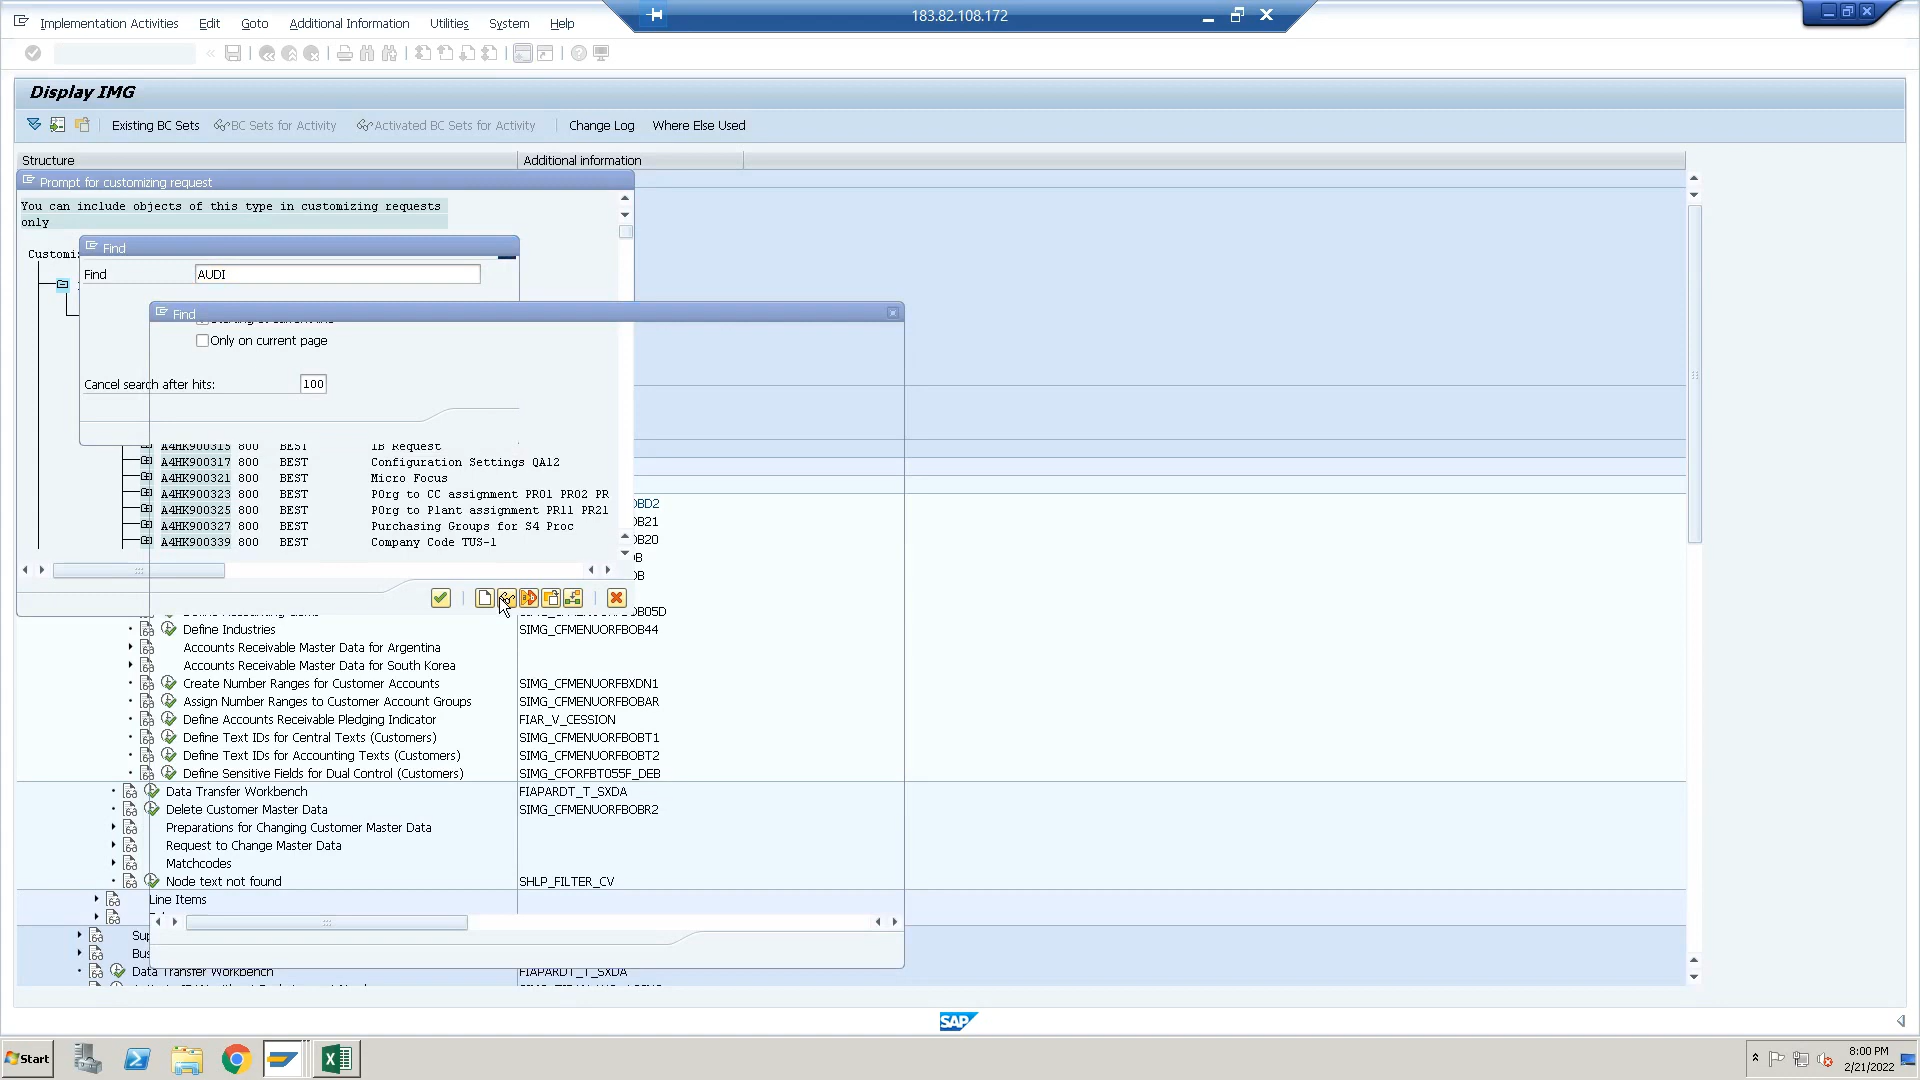 183.82.108.172
Implementation Activities Edit Goto Additional Information Utilities System Help
Display IMG
Existing BC Sets BC Sets for Activity Activated BC Sets for Activity Change Log Where Else Used
Structure Additional information
Prompt for customizing request
You can include objects of this type in customizing requests
only
Find
Find AUDI
Find
Only on current page
Cancel search after hits: 100
A4HK900315 800 BEST IB Request
A4HK900317 800 BEST Configuration Settings QA12
A4HK900321 800 BEST Micro Focus
A4HK900323 800 BEST POrg to CC assignment PR01 PR02 PR
A4HK900325 800 BEST POrg to Plant assignment PR11 PR21
A4HK900327 800 BEST Purchasing Groups for S4 Proc
A4HK900339 800 BEST Company Code TUS-1
OBD2
OB21
OB20
OB05D
Define Industries SIMG_CFMENUORFBOB44
Accounts Receivable Master Data for Argentina
Accounts Receivable Master Data for South Korea
Create Number Ranges for Customer Accounts SIMG_CFMENUORFBXDN1
Assign Number Ranges to Customer Account Groups SIMG_CFMENUORFBOBAR
Define Accounts Receivable Pledging Indicator FIAR_V_CESSION
Define Text IDs for Central Texts (Customers) SIMG_CFMENUORFBOBT1
Define Text IDs for Accounting Texts (Customers) SIMG_CFMENUORFBOBT2
Define Sensitive Fields for Dual Control (Customers) SIMG_CFORFBT055F_DEB
Data Transfer Workbench FIAPARDT_T_SXDA
Delete Customer Master Data SIMG_CFMENUORFBOBR2
Preparations for Changing Customer Master Data
Request to Change Master Data
Matchcodes
Node text not found SHLP_FILTER_CV
Line Items
Sup
Bus
Data Transfer Workbench FIAPARDT_T_SXDA
SAP
Start
8:00 PM
2/21/2022